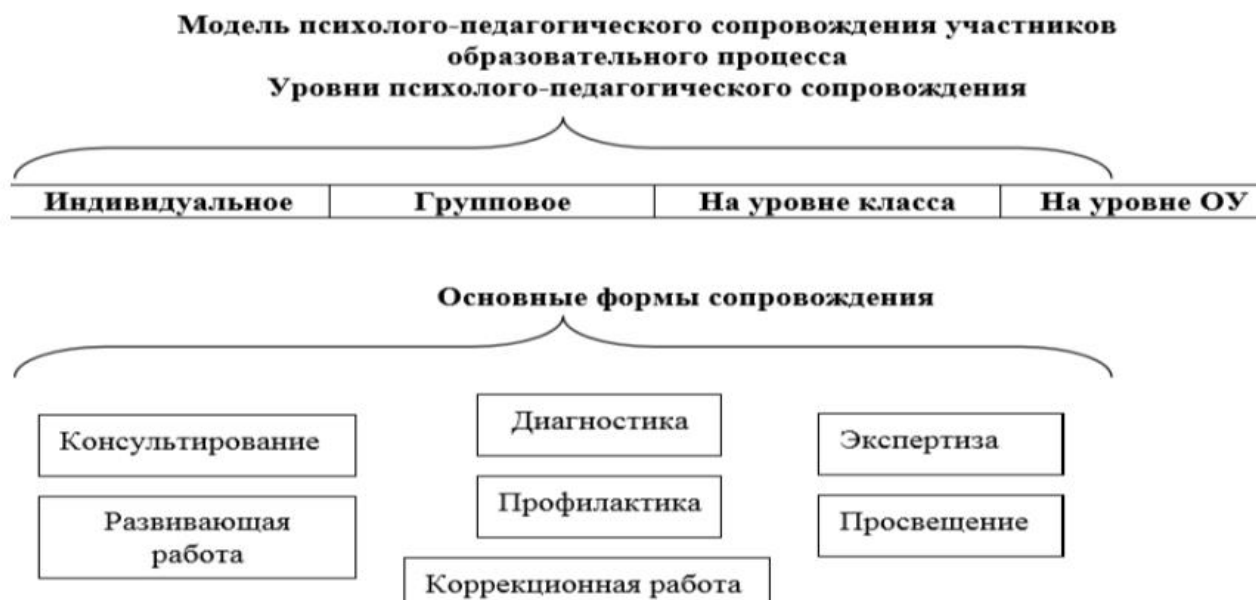 Модель психолого-педагогического сопровождения участников
образовательного процесса
Уровни психолого-педагогического сопровождения
Индивидуальное Групповое На уровне класса На уровне ОУ
Основные формы сопровождения
Консультирование
Развивающая
работа
Диагностика
Профилактика
Коррекционная работа
Экспертиза
Просвещение